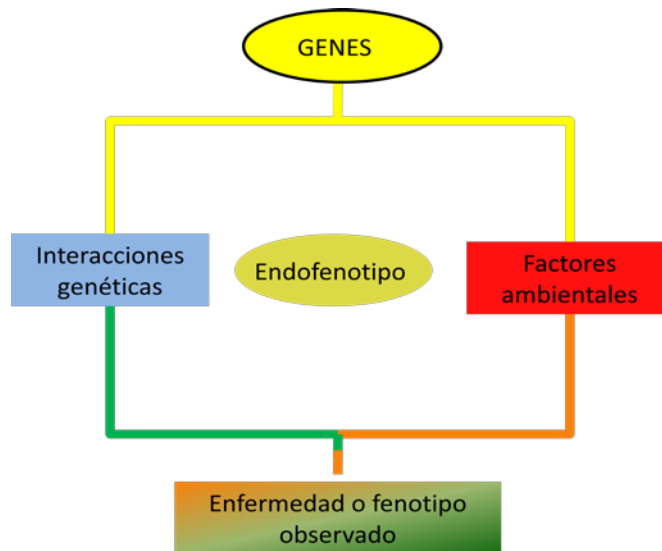 GENES
Interacciones
genéticas
Endofenotipo
Factores
ambientales
Enfermedad o fenotipo
observado